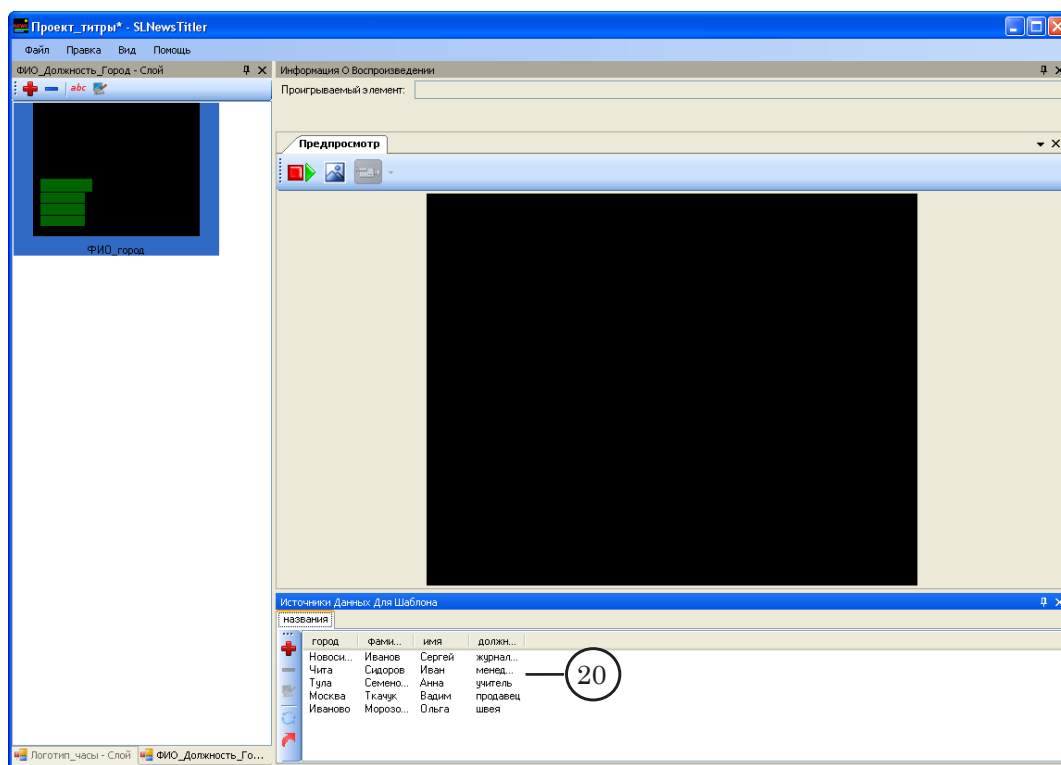 Проект_титры* - SLNewsTitler
Файл Правка Вид Помощь
ФИО_Должность_Город - Слой
abc
ФИО_город
Логотип_часы - Слой ФИО_Должность_Го...
Информация О Воспроизведении
Проигрываемый элемент:
Предпросмотр
Источники Данных Для Шаблона
названия
город фами... имя должн...
Новоси... Иванов Сергей журнал...
Чита Сидоров Иван менед...
Тула Семено... Анна учитель
Москва Ткачук Вадим продавец
Иваново Морозо... Ольга швея
20